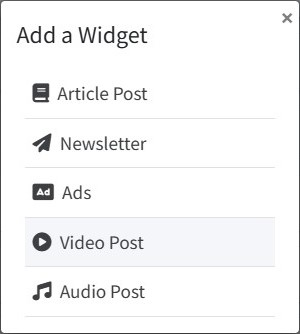 Add a Widget
Article Post
Newsletter
Ad Ads
Video Post
Audio Post